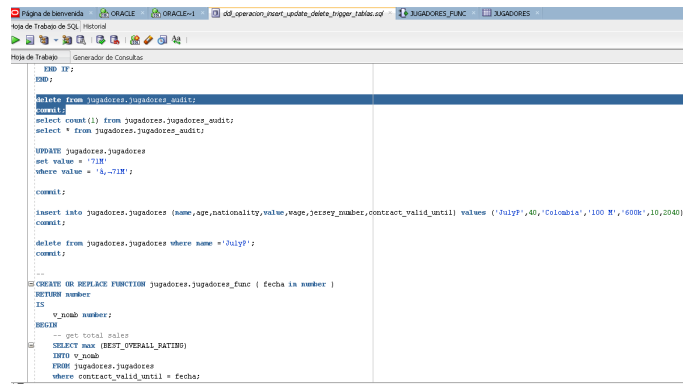 Página de bienvenida ORACLE ORACLE~1 ddl_operacion_insert_update_delete_trigger_tablas.sql JUGADORES_FUNC JUGADORES
Hoja de Trabajo de SQL Historial
Hoja de Trabajo Generador de Consultas
END IF;
END;
delete from jugadores.jugadores_audit;
commit;
select count(1) from jugadores.jugadores_audit;
select * from jugadores.jugadores_audit;
UPDATE jugadores.jugadores
set value = '71M'
where value = 'â‚¬71M';
commit;
insert into jugadores.jugadores (name,age,nationality,value,wage,jersey_number,contract_valid_until) values ('JulyP',40,'Colombia','100 M','600k',10,2040)
commit;
delete from jugadores.jugadores where name ='JulyP';
commit;
--
CREATE OR REPLACE FUNCTION jugadores.jugadores_func ( fecha in number )
RETURN number
IS
v_nomb number;
BEGIN
-- get total sales
SELECT max (BEST_OVERALL_RATING)
INTO v_nomb
FROM jugadores.jugadores
where contract_valid_until = fecha;